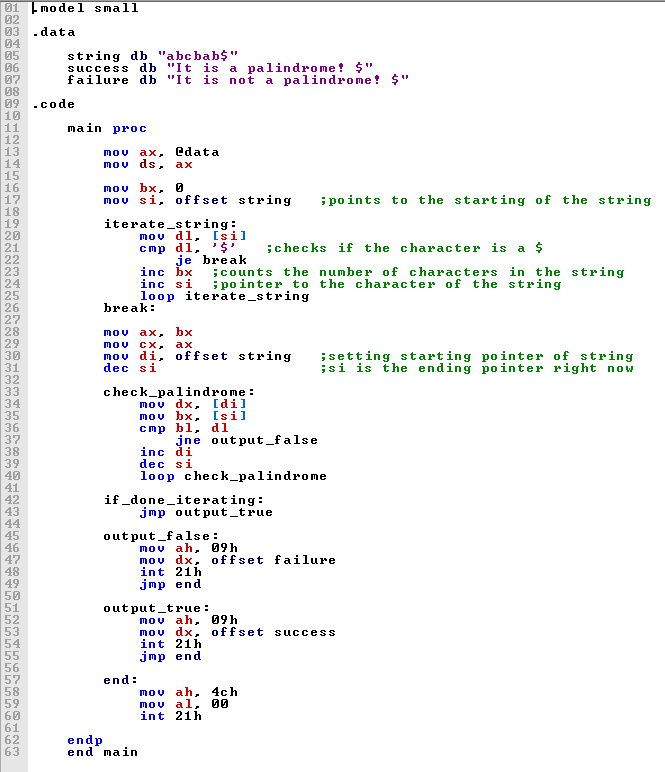 01 .model small
02
03 .data
04
05     string db "abcbab$"
06     success db "It is a palindrome! $"
07     failure db "It is not a palindrome! $"
08
09 .code
10
11     main proc
12
13         mov ax, @data
14         mov ds, ax
15
16         mov bx, 0
17         mov si, offset string   ;points to the starting of the string
18
19         iterate_string:
20             mov dl, [si]
21             cmp dl, '$'   ;checks if the character is a $
22                 je break
23             inc bx  ;counts the number of characters in the string
24             inc si  ;pointer to the character of the string
25             loop iterate_string
26         break:
27
28         mov ax, bx
29         mov cx, ax
30         mov di, offset string   ;setting starting pointer of string
31         dec si                  ;si is the ending pointer right now
32
33         check_palindrome:
34             mov dx, [di]
35             mov bx, [si]
36             cmp bl, dl
37                 jne output_false
38             inc di
39             dec si
40             loop check_palindrome
41
42         if_done_iterating:
43             jmp output_true
44
45         output_false:
46             mov ah, 09h
47             mov dx, offset failure
48             int 21h
49             jmp end
50
51         output_true:
52             mov ah, 09h
53             mov dx, offset success
54             int 21h
55             jmp end
56
57         end:
58             mov ah, 4ch
59             mov al, 00
60             int 21h
61
62     endp
63     end main